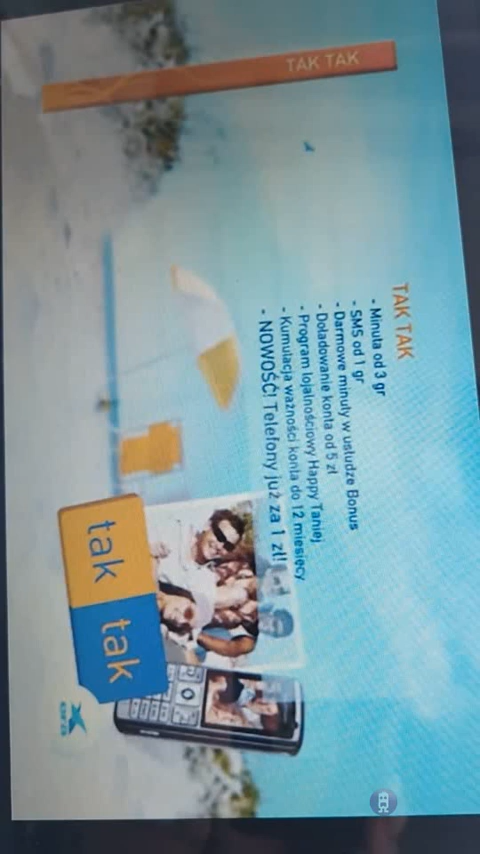 TAK TAK
TAK TAK
- Minuta od 3 gr
- SMS od 1 gr
- Darmowe minuty w usłudze Bonus
- Doładowanie konta od 5 zł
- Program lojalnościowy Happy Taniej
- Kumulacja ważności konta do 12 miesięcy
- NOWOŚĆ! Telefony już za 1 zł!
tak tak
era